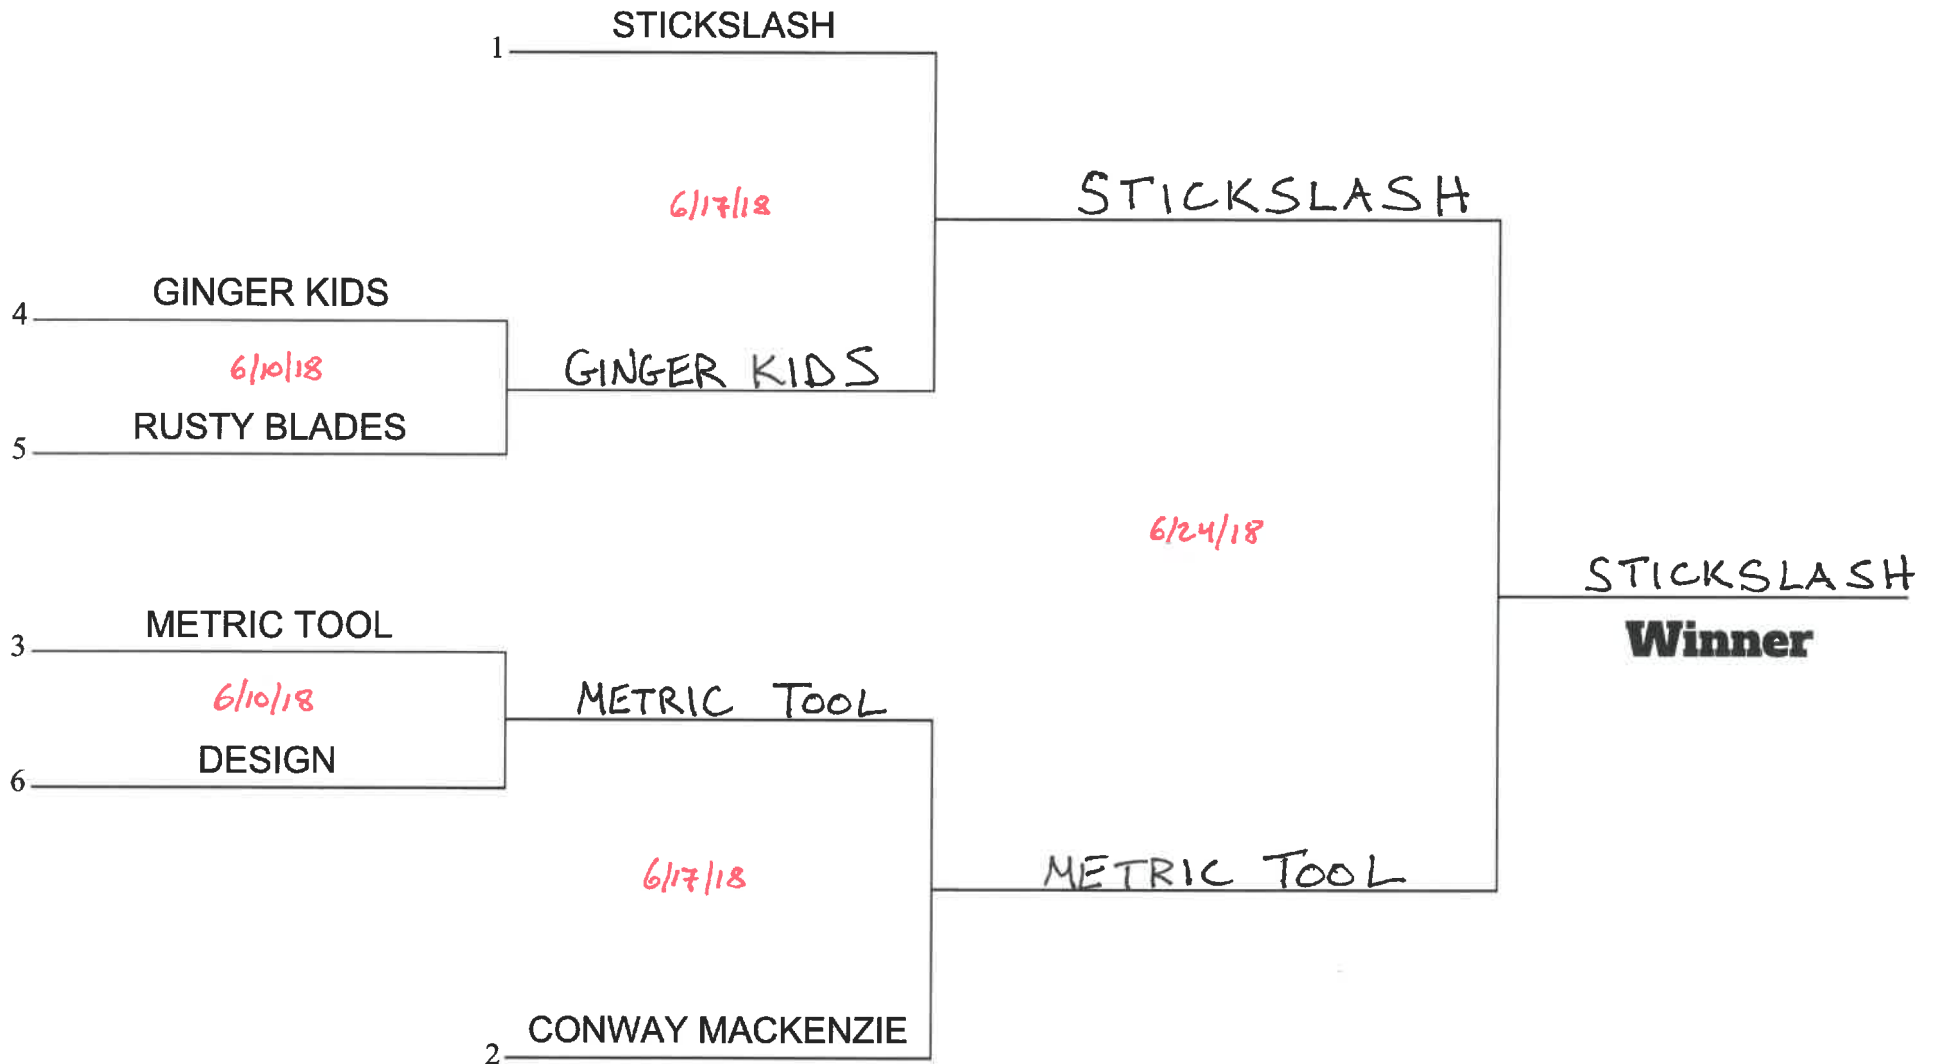 STICKSLASH
1
6/17/18
STICKSLASH
GINGER KIDS
4
6/10/18
GINGER KIDS
RUSTY BLADES
5
6/24/18
STICKSLASH
Winner
METRIC TOOL
3
6/10/18
METRIC TOOL
DESIGN
6
6/17/18
METRIC TOOL
CONWAY MACKENZIE
2